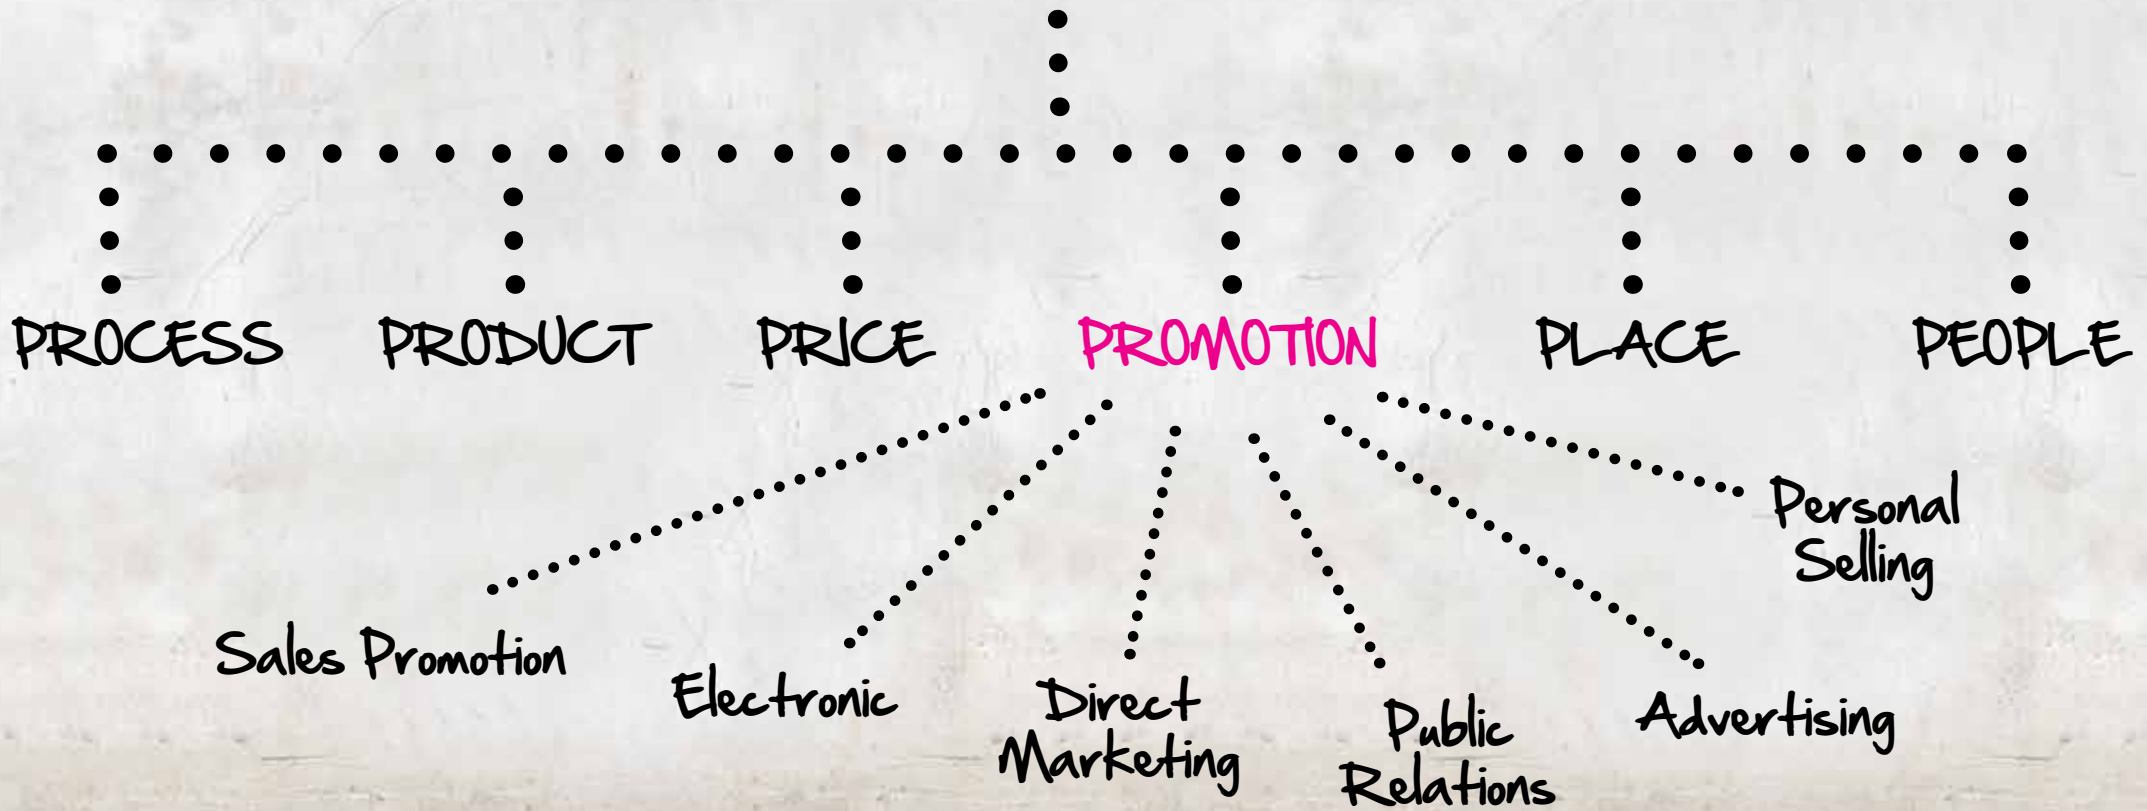 PROCESS PRODUCT PRICE PROMOTION PLACE PEOPLE
Personal
Selling
Sales Promotion
Electronic
Direct
Marketing
Public
Relations
Advertising